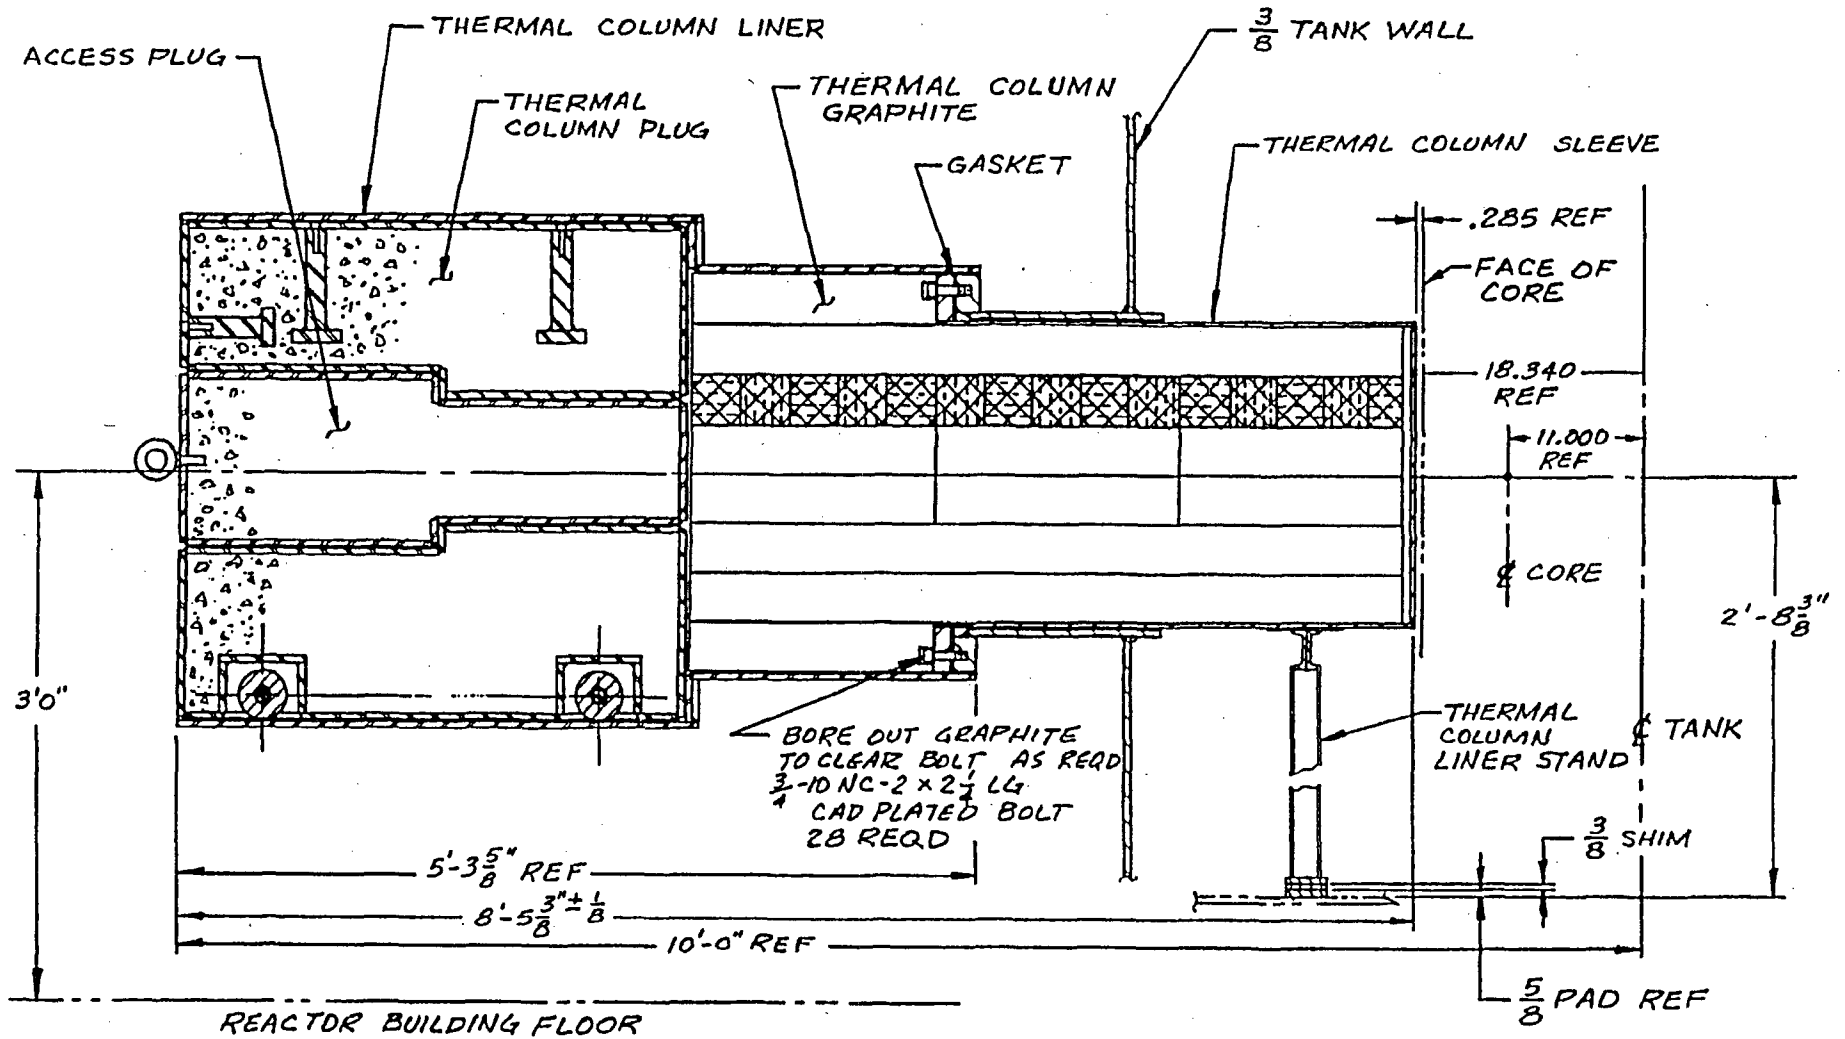 THERMAL COLUMN LINER
3/8 TANK WALL
ACCESS PLUG
THERMAL
COLUMN PLUG
THERMAL COLUMN
GRAPHITE
GASKET
THERMAL COLUMN SLEEVE
.285 REF
FACE OF
CORE
18.340
REF
11.000
REF
℄ CORE
2'-8 3/8"
3'0"
THERMAL
COLUMN
LINER STAND
℄ TANK
BORE OUT GRAPHITE
TO CLEAR BOLT AS REQD
3/4-10 NC-2 x 2 1/4 LG
CAD PLATED BOLT
28 REQD
3/8 SHIM
5'-3 5/8" REF
8'-5 3/8" ± 1/8
10'-0" REF
5/8 PAD REF
REACTOR BUILDING FLOOR